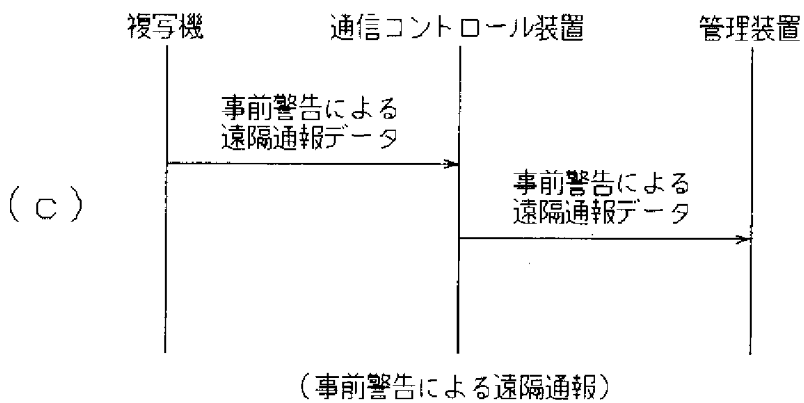 複写機
通信コントロール装置
管理装置
事前警告による
遠隔通報データ
事前警告による
遠隔通報データ
(c)
(事前警告による遠隔通報)